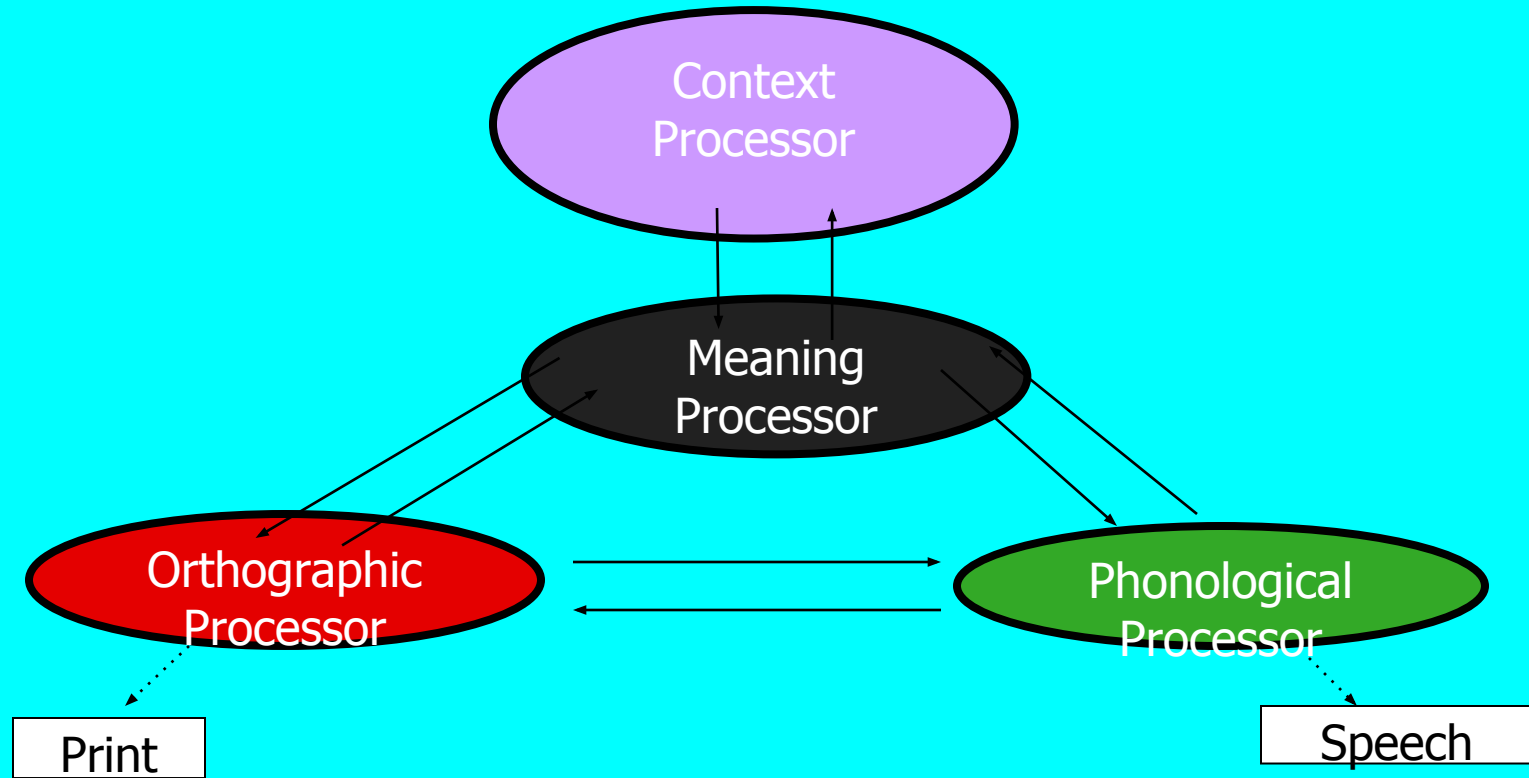 Context
Processor
Meaning
Processor
Orthographic
Processor
Phonological
Processor
Print
Speech